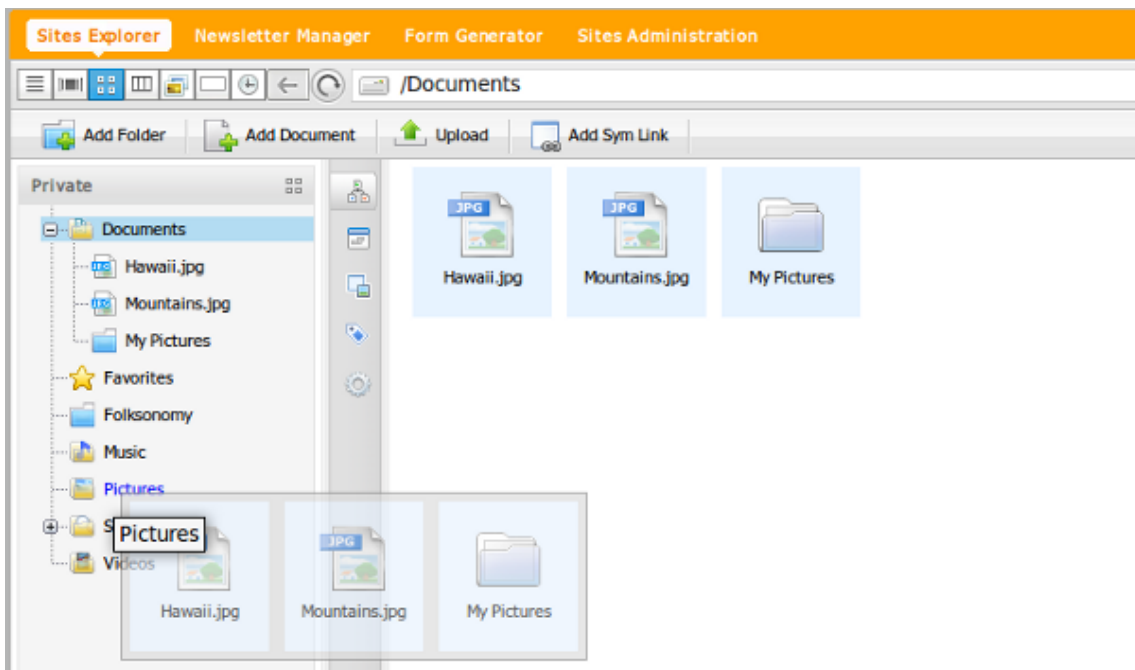 Sites Explorer Newsletter Manager Form Generator Sites Administration
/Documents
Add Folder Add Document Upload Add Sym Link
Private
Documents
Hawaii.jpg
Mountains.jpg
My Pictures
Favorites
Folksonomy
Music
Pictures
S
Pictures
Videos
JPG JPG
Hawaii.jpg Mountains.jpg My Pictures
JPG
Hawaii.jpg Mountains.jpg My Pictures